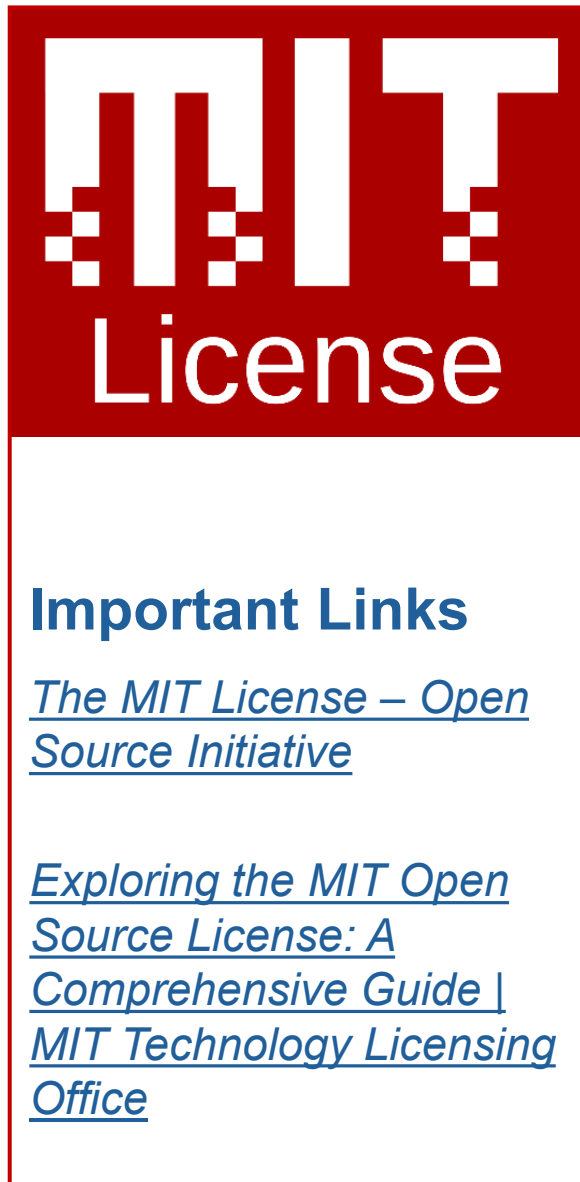 MIT
License
Important Links
The MIT License – Open
Source Initiative
Exploring the MIT Open
Source License: A
Comprehensive Guide |
MIT Technology Licensing
Office